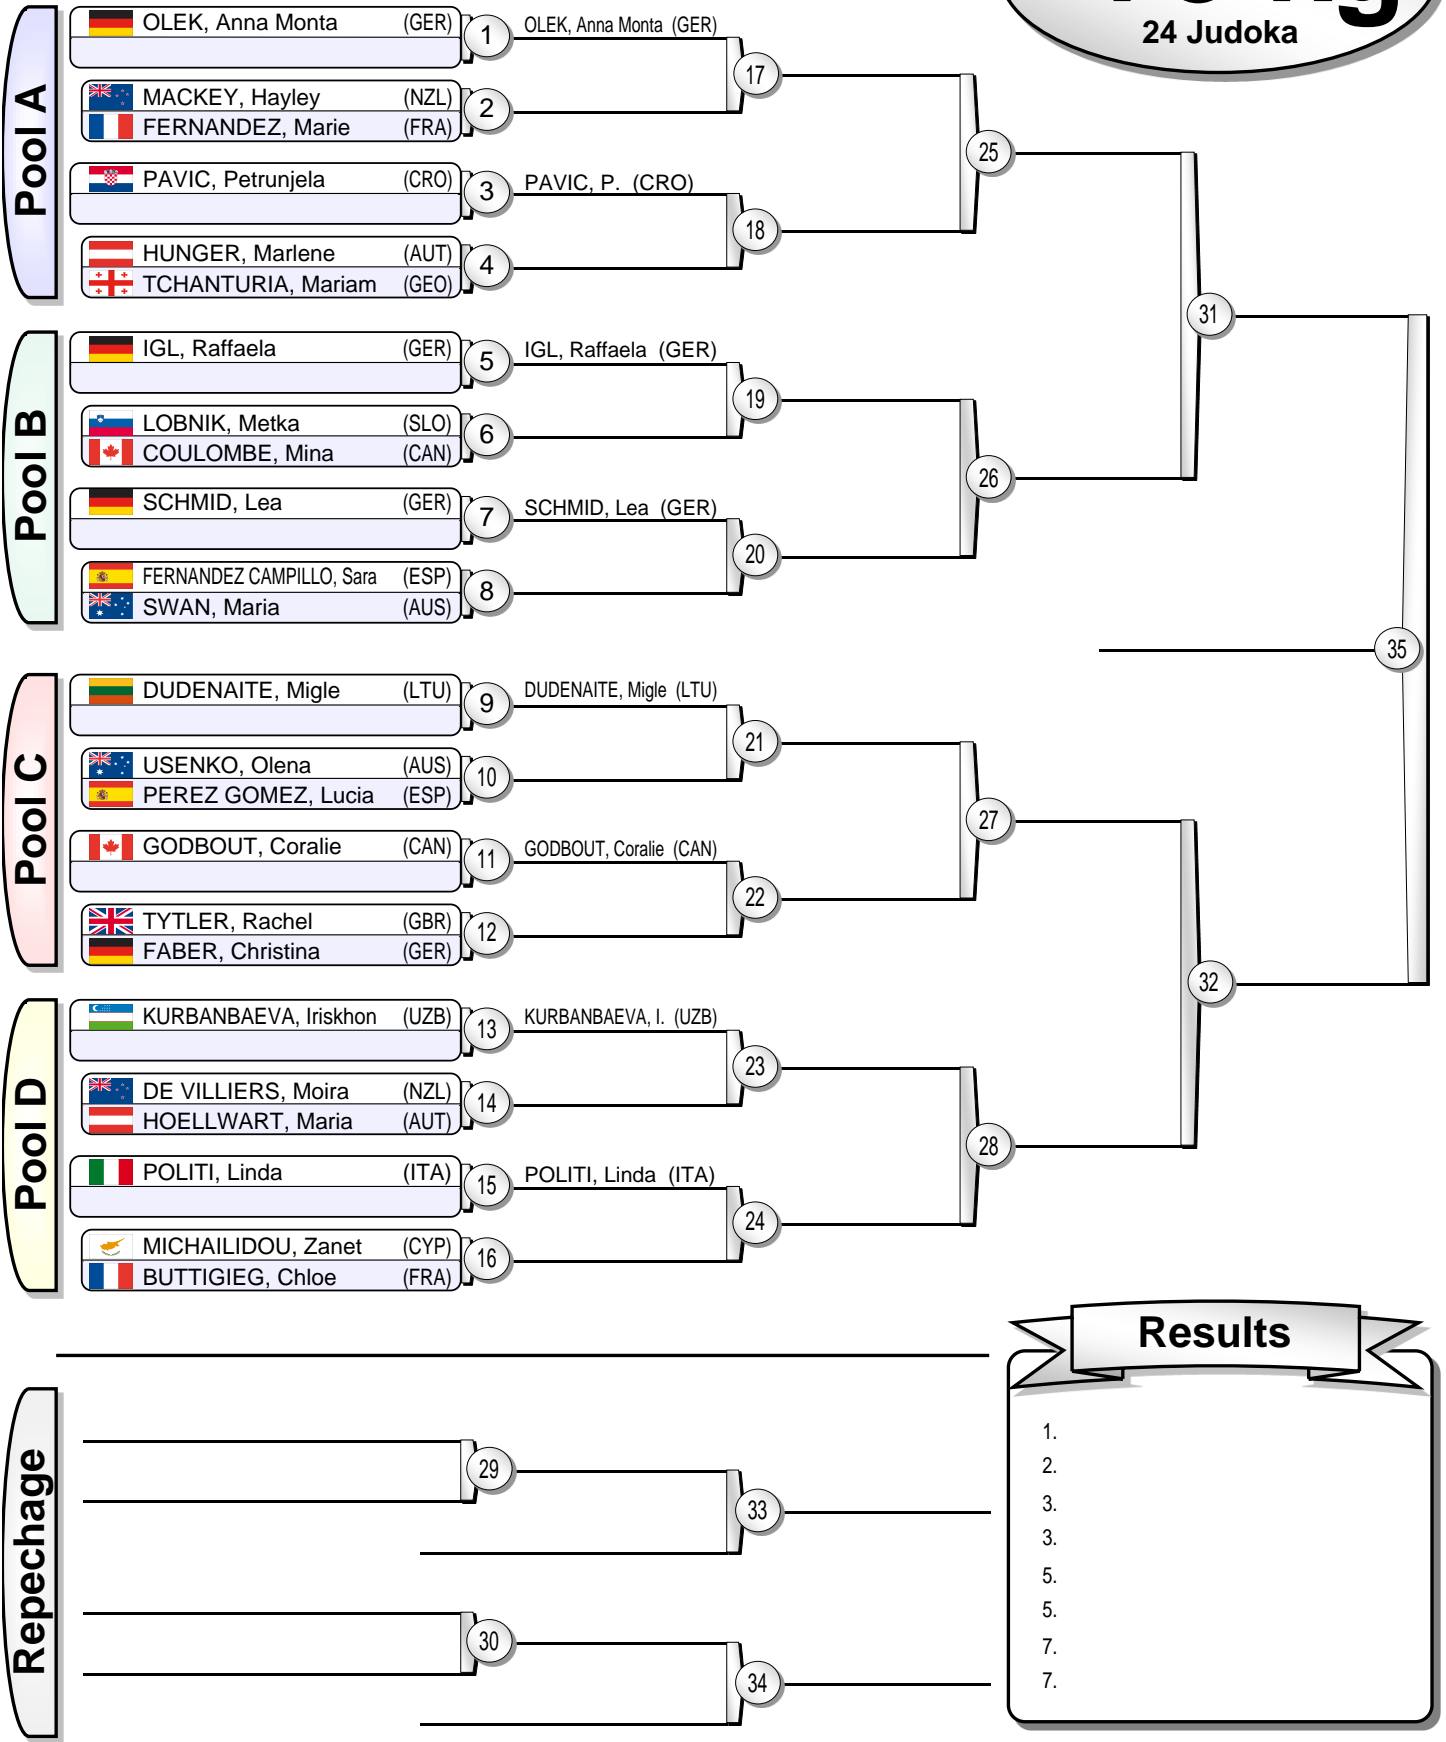 24 Judoka
Pool A
OLEK, Anna Monta (GER)
1
OLEK, Anna Monta (GER)
17
MACKEY, Hayley (NZL)
2
FERNANDEZ, Marie (FRA)
25
PAVIC, Petrunjela (CRO)
3
PAVIC, P. (CRO)
18
HUNGER, Marlene (AUT)
4
TCHANTURIA, Mariam (GEO)
31
Pool B
IGL, Raffaela (GER)
5
IGL, Raffaela (GER)
19
LOBNIK, Metka (SLO)
6
COULOMBE, Mina (CAN)
26
SCHMID, Lea (GER)
7
SCHMID, Lea (GER)
20
FERNANDEZ CAMPILLO, Sara (ESP)
8
SWAN, Maria (AUS)
35
Pool C
DUDENAITE, Migle (LTU)
9
DUDENAITE, Migle (LTU)
21
USENKO, Olena (AUS)
10
PEREZ GOMEZ, Lucia (ESP)
27
GODBOUT, Coralie (CAN)
11
GODBOUT, Coralie (CAN)
22
TYTLER, Rachel (GBR)
12
FABER, Christina (GER)
32
Pool D
KURBANBAEVA, Iriskhon (UZB)
13
KURBANBAEVA, I. (UZB)
23
DE VILLIERS, Moira (NZL)
14
HOELLWART, Maria (AUT)
28
POLITI, Linda (ITA)
15
POLITI, Linda (ITA)
24
MICHAILIDOU, Zanet (CYP)
16
BUTTIGIEG, Chloe (FRA)
Repechage
29
33
30
34
Results
1.
2.
3.
3.
5.
5.
7.
7.